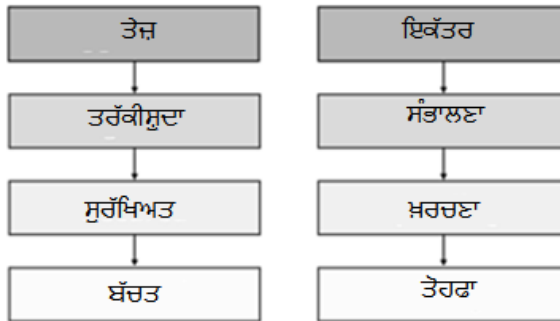 ਤੇਜ਼
ਤਰੱਕੀਸ਼ੁਦਾ
ਸੁਰੱਖਿਅਤ
ਬੱਚਤ
ਇਕੱਤਰ
ਸੰਭਾਲਣਾ
ਖ਼ਰਚਣਾ
ਤੋਹਫਾ